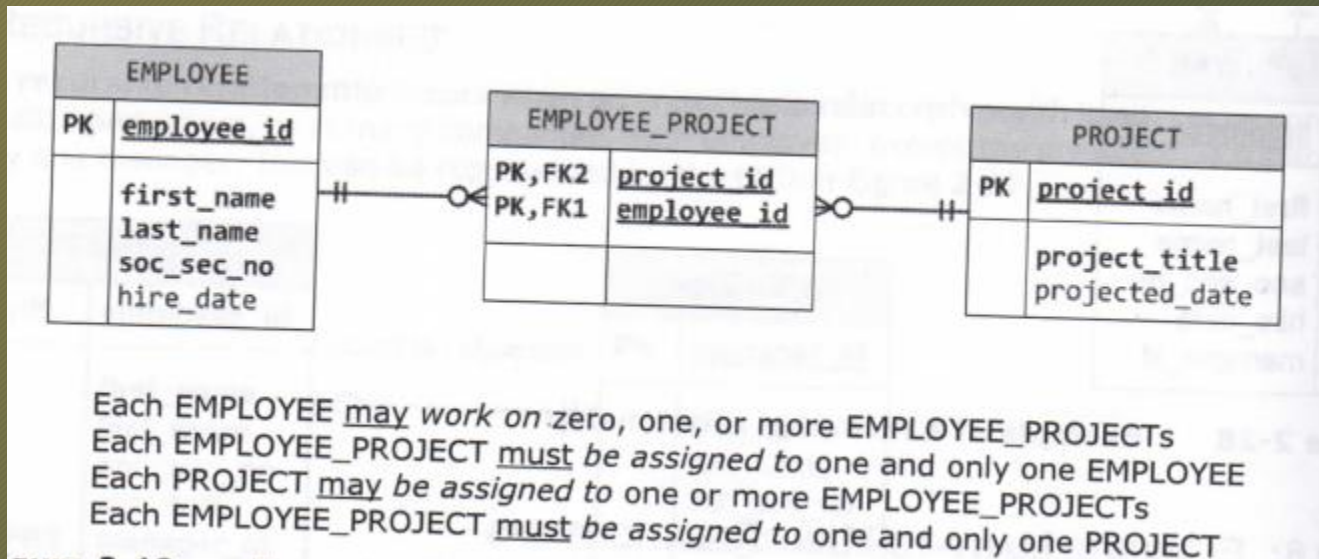 EMPLOYEE
PK employee_id
first_name
last_name
soc_sec_no
hire_date
EMPLOYEE_PROJECT
PK,FK2 project_id
PK,FK1 employee_id
PROJECT
PK project_id
project_title
projected_date
Each EMPLOYEE may work on zero, one, or more EMPLOYEE_PROJECTs
Each EMPLOYEE_PROJECT must be assigned to one and only one EMPLOYEE
Each PROJECT may be assigned to one or more EMPLOYEE_PROJECTs
Each EMPLOYEE_PROJECT must be assigned to one and only one PROJECT